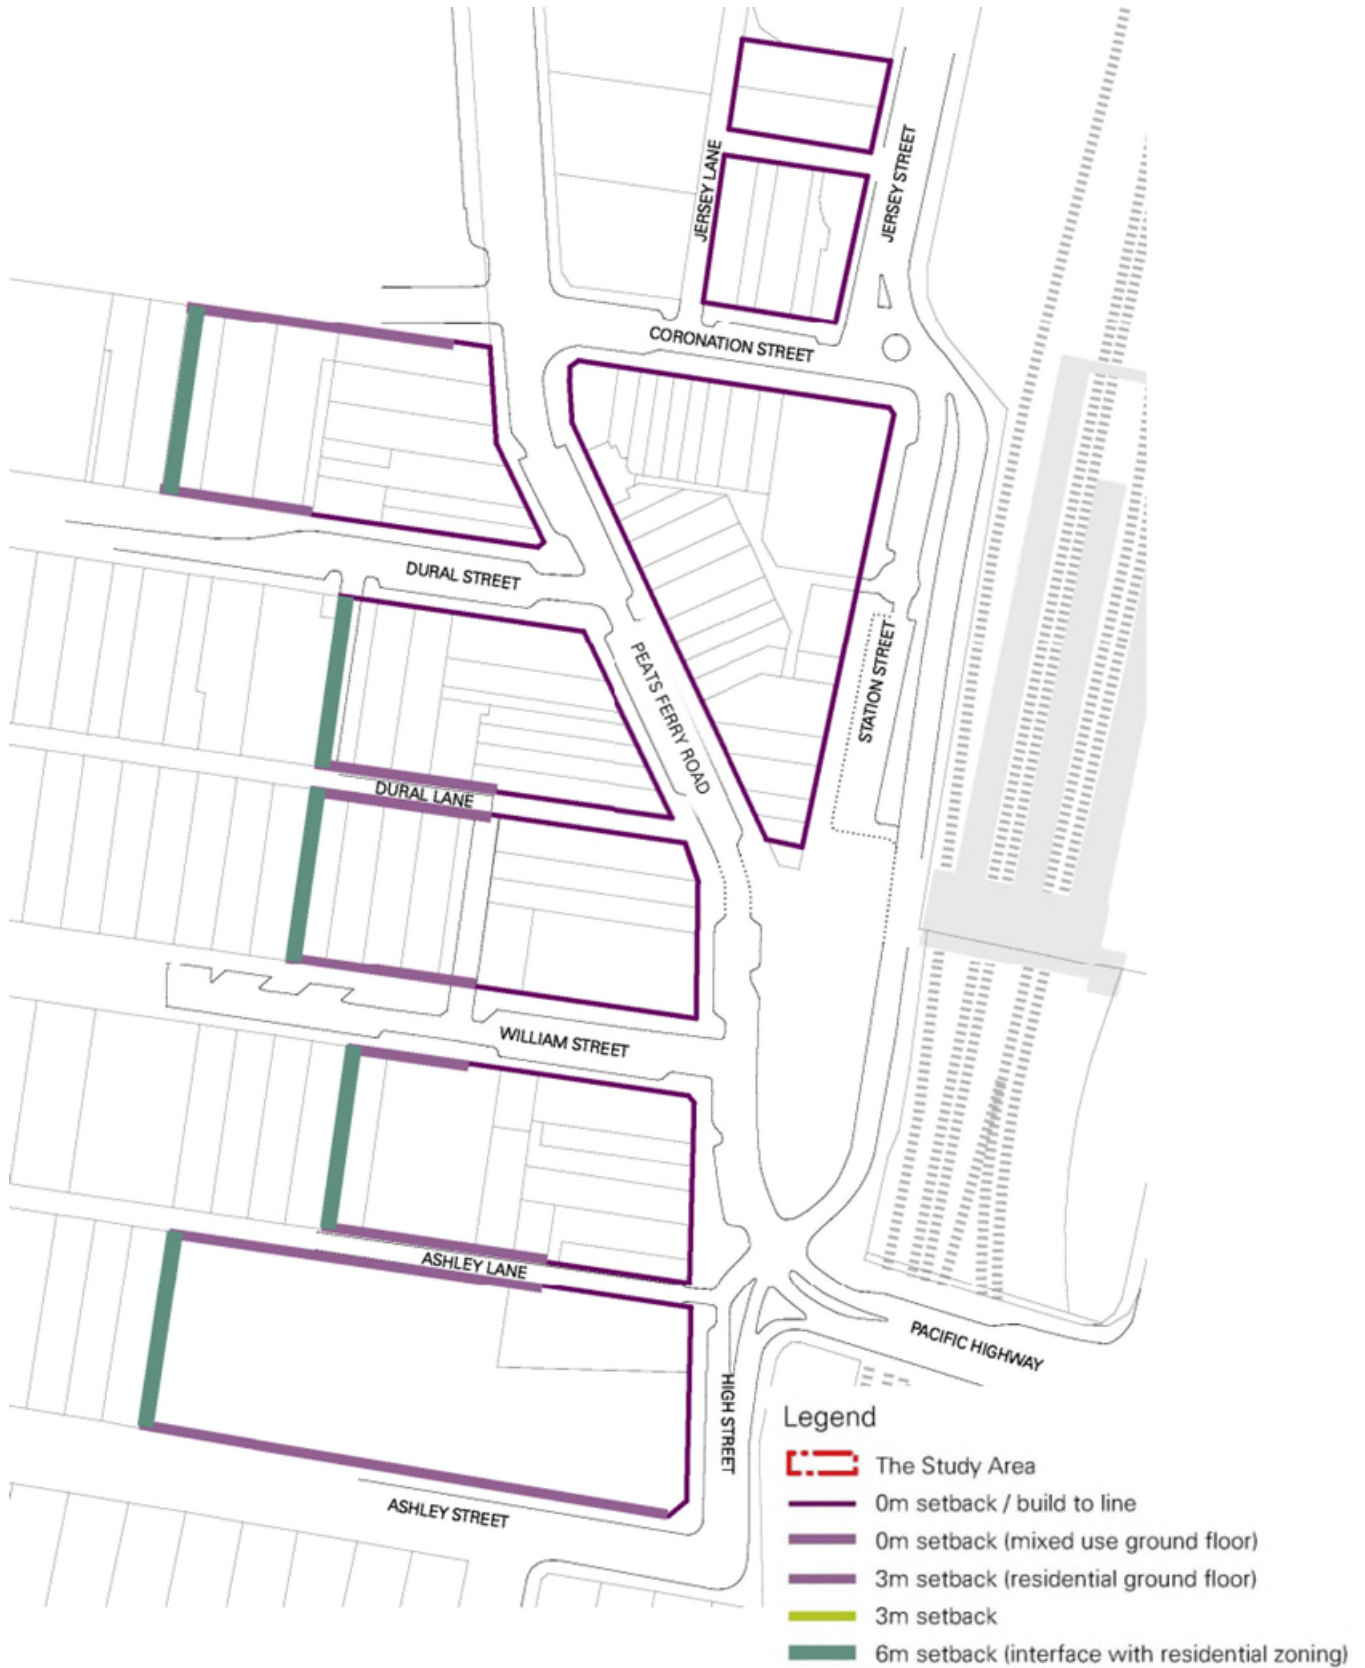 JERSEY LANE
JERSEY STREET
CORONATION STREET
DURAL STREET
PEATS FERRY ROAD
STATION STREET
DURAL LANE
WILLIAM STREET
ASHLEY LANE
PACIFIC HIGHWAY
HIGH STREET
ASHLEY STREET
Legend
The Study Area
0m setback / build to line
0m setback (mixed use ground floor)
3m setback (residential ground floor)
3m setback
6m setback (interface with residential zoning)